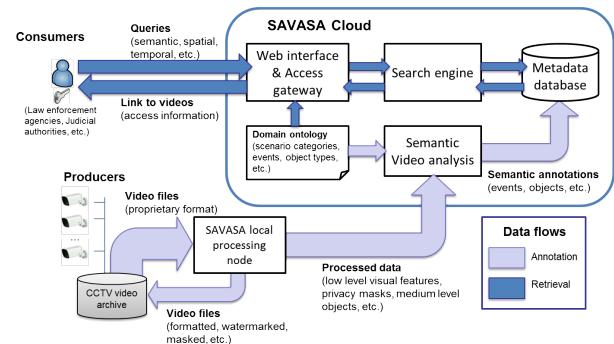 SAVASA Cloud
Consumers
Queries
(semantic, spatial,
temporal, etc.)
Web interface
& Access
gateway
Search engine
Metadata
database
Link to videos
(access information)
(Law enforcement
agencies, Judicial
authorities, etc.)
Domain ontology
(scenario categories,
events, object types,
etc.)
Semantic
Video analysis
Semantic annotations
(events, objects, etc.)
Producers
Video files
(proprietary format)
...
SAVASA local
processing
node
Processed data
(low level visual features,
privacy masks, medium level
objects, etc.)
CCTV video
archive
Video files
(formatted, watermarked,
masked, etc.)
Data flows
Annotation
Retrieval